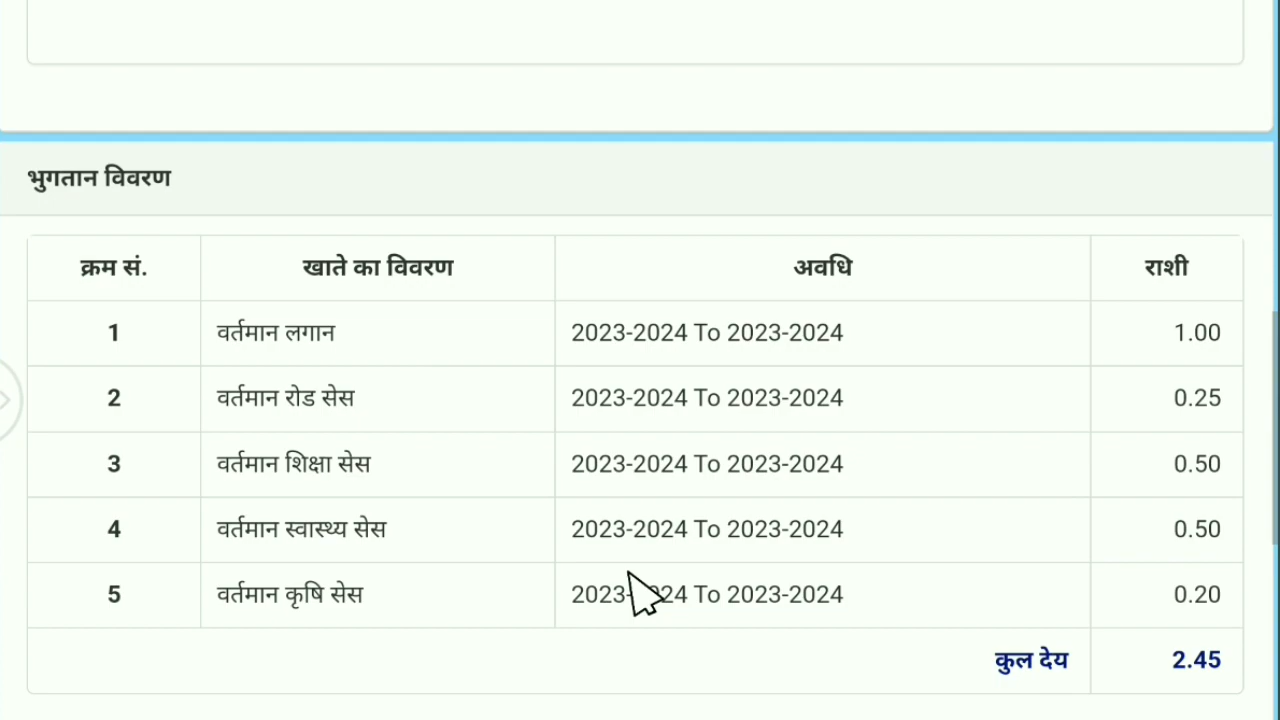 भुगतान विवरण
क्रम सं. खाते का विवरण अवधि राशी
1 वर्तमान लगान 2023-2024 To 2023-2024 1.00
2 वर्तमान रोड सेस 2023-2024 To 2023-2024 0.25
3 वर्तमान शिक्षा सेस 2023-2024 To 2023-2024 0.50
4 वर्तमान स्वास्थ्य सेस 2023-2024 To 2023-2024 0.50
5 वर्तमान कृषि सेस 2023-2024 To 2023-2024 0.20
कुल देय 2.45